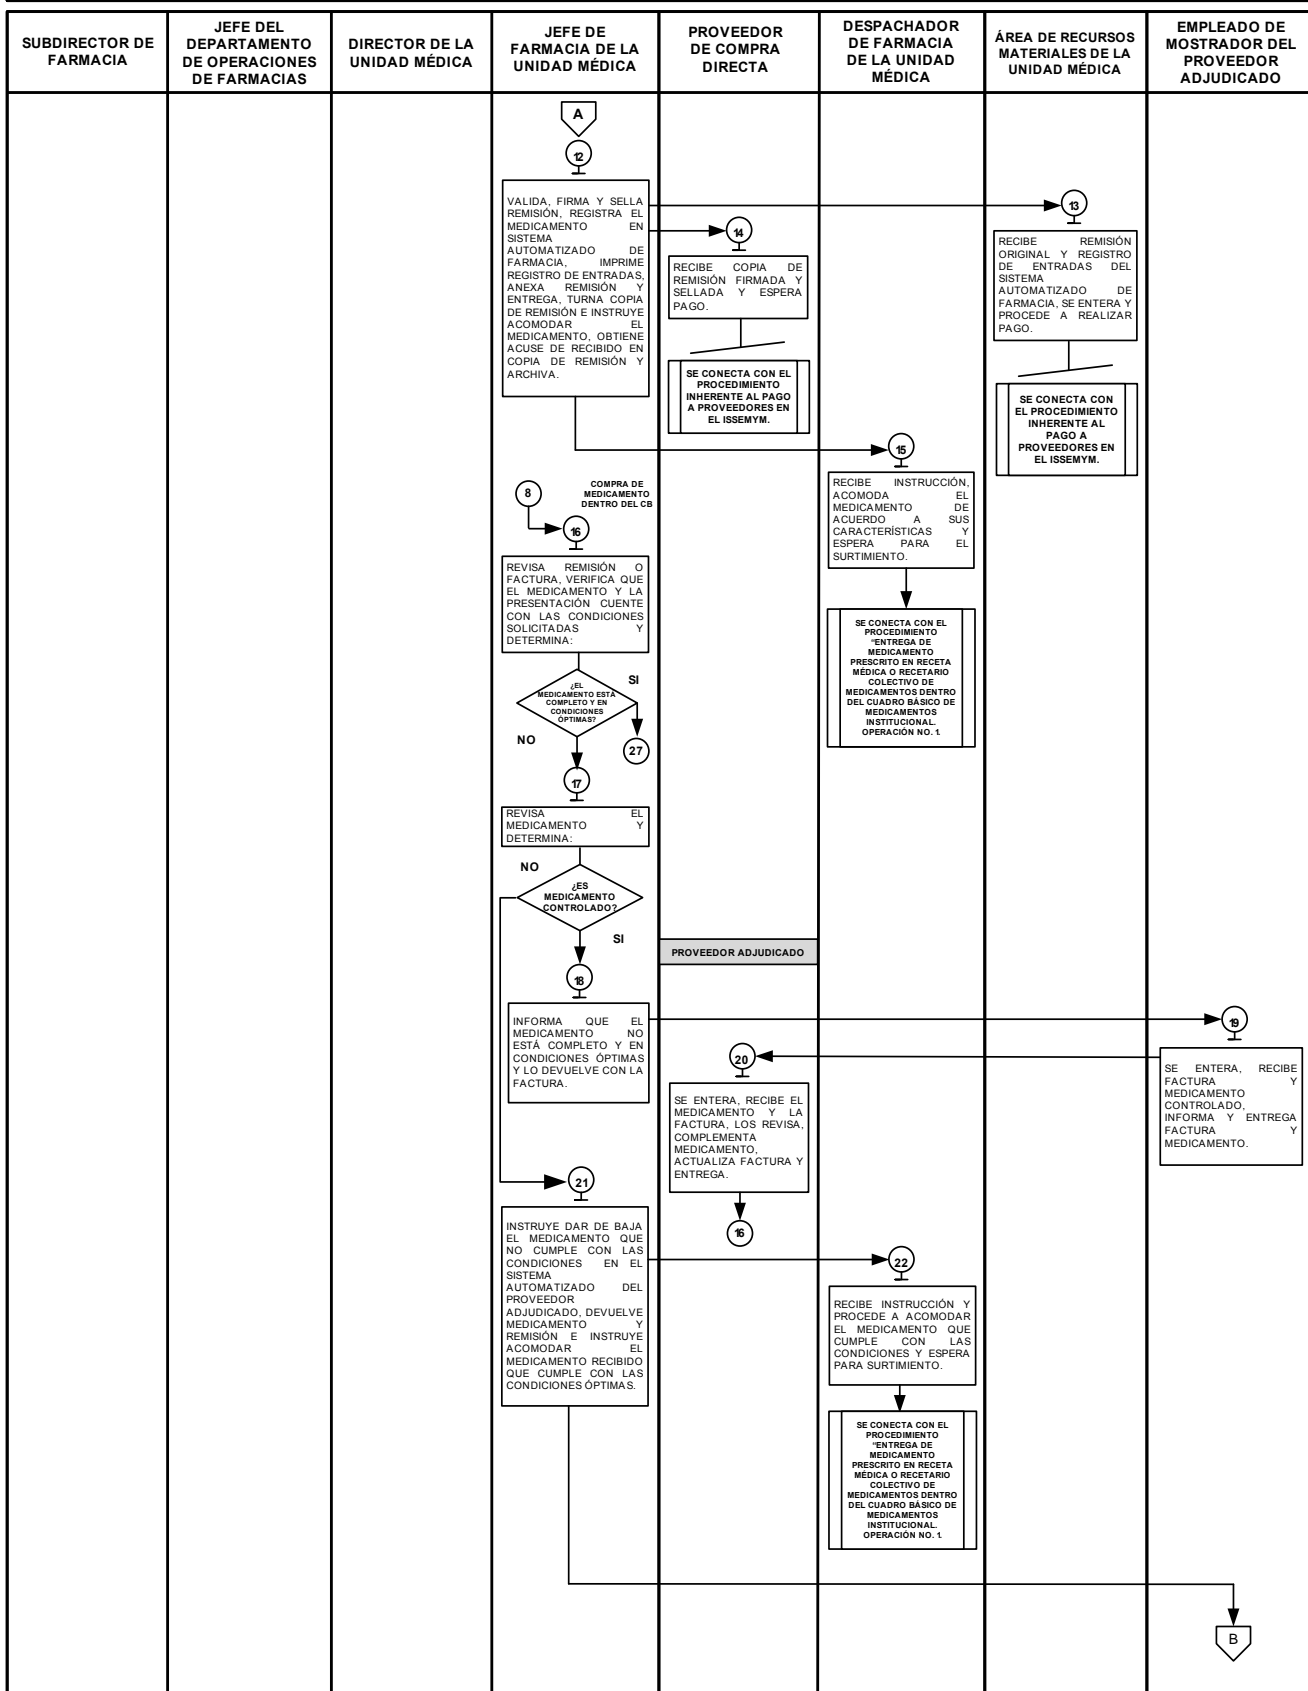 SUBDIRECTOR DE
FARMACIA
JEFE DEL
DEPARTAMENTO
DE OPERACIONES
DE FARMACIAS
DIRECTOR DE LA
UNIDAD MÉDICA
JEFE DE
FARMACIA DE LA
UNIDAD MÉDICA
PROVEEDOR
DE COMPRA
DIRECTA
DESPACHADOR
DE FARMACIA
DE LA UNIDAD
MÉDICA
ÁREA DE RECURSOS
MATERIALES DE LA
UNIDAD MÉDICA
EMPLEADO DE
MOSTRADOR DEL
PROVEEDOR
ADJUDICADO
A
12
VALIDA, FIRMA Y SELLA
REMISIÓN, REGISTRA EL
MEDICAMENTO EN
SISTEMA
AUTOMATIZADO DE
FARMACIA, IMPRIME
REGISTRO DE ENTRADAS,
ANEXA REMISIÓN Y
ENTREGA, TURNA COPIA
DE REMISIÓN E INSTRUYE
ACOMODAR EL
MEDICAMENTO, OBTIENE
ACUSE DE RECIBIDO EN
COPIA DE REMISIÓN Y
ARCHIVA.
13
RECIBE REMISIÓN
ORIGINAL Y REGISTRO
DE ENTRADAS DEL
SISTEMA
AUTOMATIZADO DE
FARMACIA, SE ENTERA Y
PROCEDE A REALIZAR
PAGO.
SE CONECTA CON
EL PROCEDIMIENTO
INHERENTE AL
PAGO A
PROVEEDORES EN
EL ISSEMYM.
14
RECIBE COPIA DE
REMISIÓN FIRMADA Y
SELLADA Y ESPERA
PAGO.
SE CONECTA CON EL
PROCEDIMIENTO
INHERENTE AL PAGO
A PROVEEDORES EN
EL ISSEMYM.
15
RECIBE INSTRUCCIÓN,
ACOMODA EL
MEDICAMENTO DE
ACUERDO A SUS
CARACTERÍSTICAS Y
ESPERA PARA EL
SURTIMIENTO.
SE CONECTA CON EL
PROCEDIMIENTO
“ENTREGA DE
MEDICAMENTO
PRESCRITO EN RECETA
MÉDICA O RECETARIO
COLECTIVO DE
MEDICAMENTOS DENTRO
DEL CUADRO BÁSICO DE
MEDICAMENTOS
INSTITUCIONAL.
OPERACIÓN NO. 1.
8
COMPRA DE
MEDICAMENTO
DENTRO DEL CB
16
REVISA REMISIÓN O
FACTURA, VERIFICA QUE
EL MEDICAMENTO Y LA
PRESENTACIÓN CUENTE
CON LAS CONDICIONES
SOLICITADAS Y
DETERMINA:
¿EL
MEDICAMENTO ESTÁ
COMPLETO Y EN
CONDICIONES
ÓPTIMAS?
SI
27
NO
17
REVISA EL
MEDICAMENTO Y
DETERMINA:
NO
¿ES
MEDICAMENTO
CONTROLADO?
SI
PROVEEDOR ADJUDICADO
18
INFORMA QUE EL
MEDICAMENTO NO
ESTÁ COMPLETO Y EN
CONDICIONES ÓPTIMAS
Y LO DEVUELVE CON LA
FACTURA.
19
SE ENTERA, RECIBE
FACTURA Y
MEDICAMENTO
CONTROLADO,
INFORMA Y ENTREGA
FACTURA Y
MEDICAMENTO.
20
SE ENTERA, RECIBE EL
MEDICAMENTO Y LA
FACTURA, LOS REVISA,
COMPLEMENTA
MEDICAMENTO,
ACTUALIZA FACTURA Y
ENTREGA.
16
21
INSTRUYE DAR DE BAJA
EL MEDICAMENTO QUE
NO CUMPLE CON LAS
CONDICIONES EN EL
SISTEMA
AUTOMATIZADO DEL
PROVEEDOR
ADJUDICADO, DEVUELVE
MEDICAMENTO Y
REMISIÓN E INSTRUYE
ACOMODAR EL
MEDICAMENTO RECIBIDO
QUE CUMPLE CON LAS
CONDICIONES ÓPTIMAS.
22
RECIBE INSTRUCCIÓN Y
PROCEDE A ACOMODAR
EL MEDICAMENTO QUE
CUMPLE CON LAS
CONDICIONES Y ESPERA
PARA SURTIMIENTO.
SE CONECTA CON EL
PROCEDIMIENTO
“ENTREGA DE
MEDICAMENTO
PRESCRITO EN RECETA
MÉDICA O RECETARIO
COLECTIVO DE
MEDICAMENTOS DENTRO
DEL CUADRO BÁSICO DE
MEDICAMENTOS
INSTITUCIONAL.
OPERACIÓN NO. 1.
B